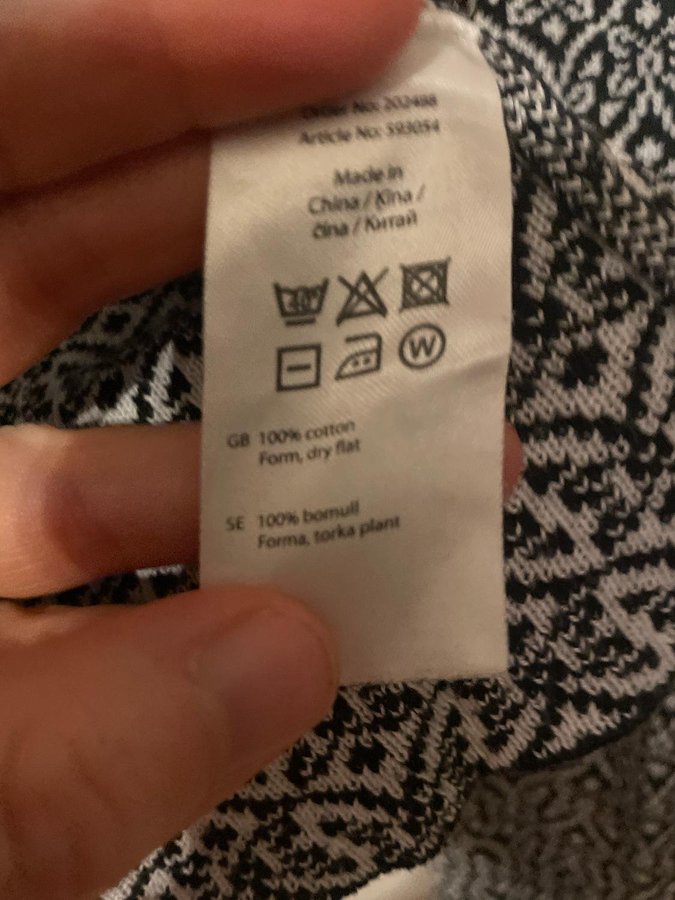 Order No: 202488
Article No: 593054
Made in
China / Kina /
čína / Китай
40°
W
GB 100% cotton
Form, dry flat
SE 100% bomull
Forma, torka plant